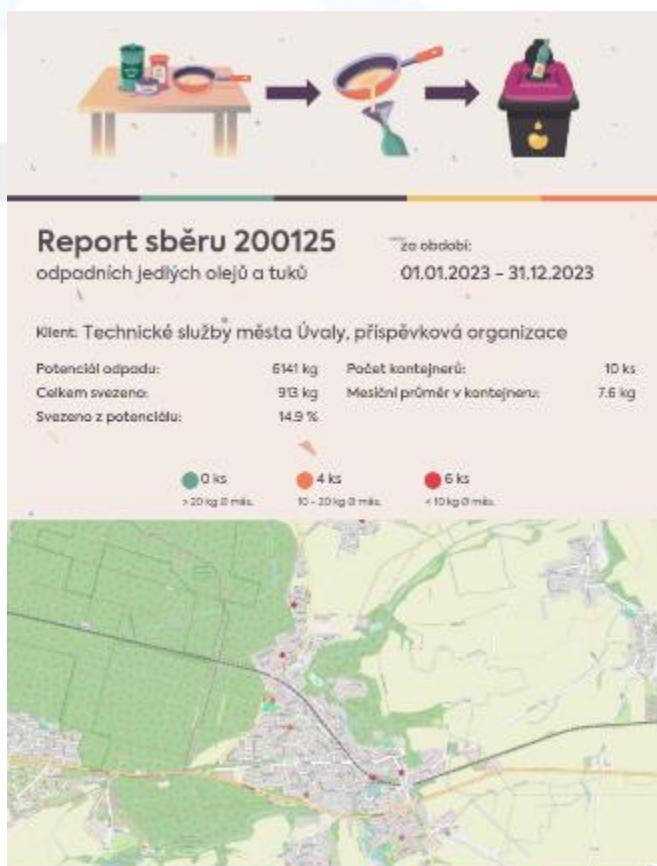 Report sběru 200125
odpadních jedlých olejů a tuků
za období:
01.01.2023 - 31.12.2023
Klient: Technické služby města Úvaly, příspěvková organizace
Potenciál odpadu: 6141 kg
Celkem svezeno: 913 kg
Svezeno z potenciálu: 14.9 %
Počet kontejnerů: 10 ks
Mesíční průměr v kontejneru: 7.6 kg
0 ks
> 20 kg Ø měs.
4 ks
10 - 20 kg Ø měs.
6 ks
< 10 kg Ø měs.